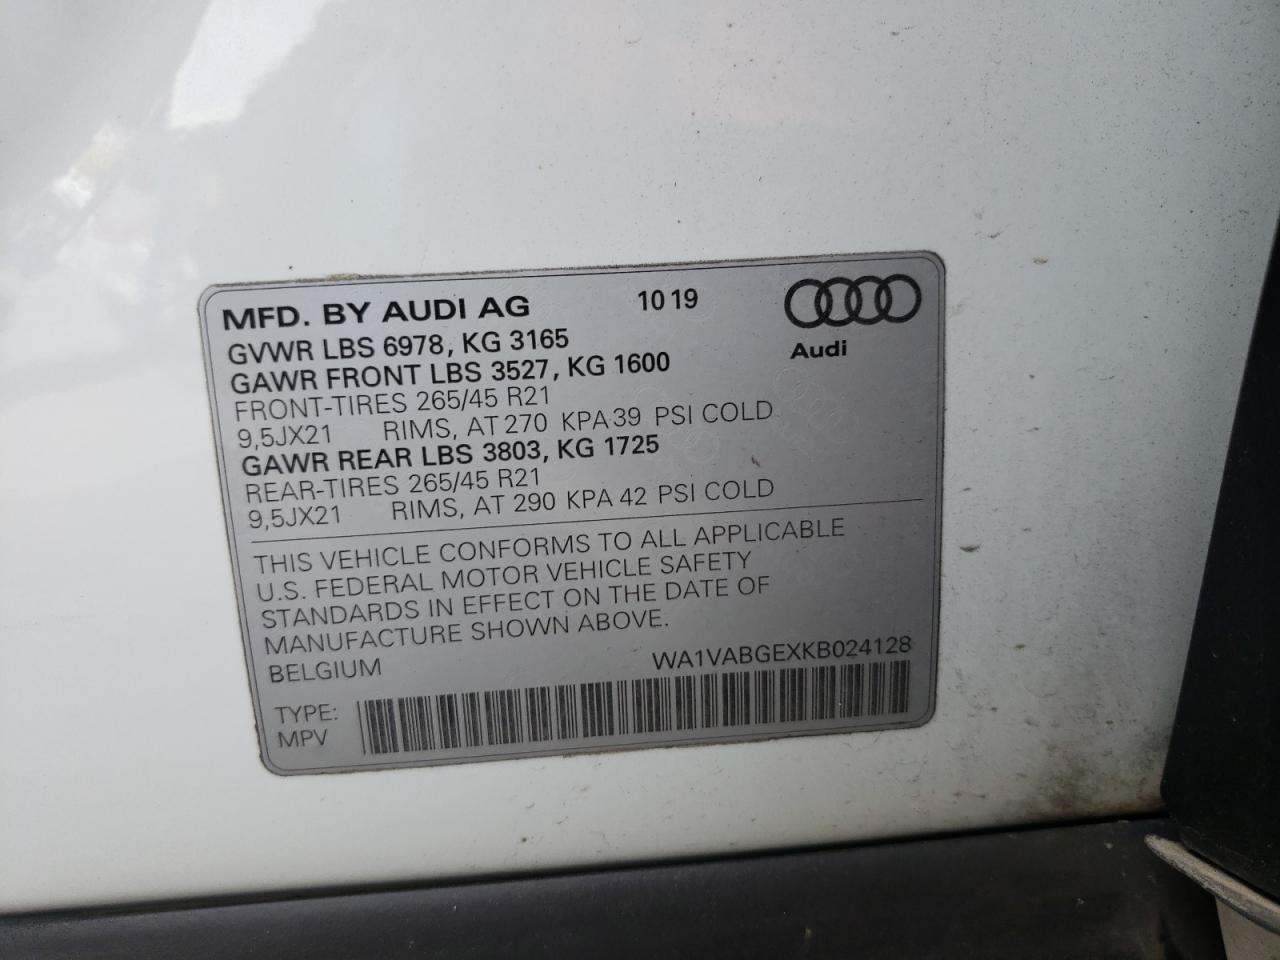 MFD. BY AUDI AG 10 19
Audi
GVWR LBS 6978, KG 3165
GAWR FRONT LBS 3527, KG 1600
FRONT-TIRES 265/45 R21
9,5JX21 RIMS, AT 270 KPA 39 PSI COLD
GAWR REAR LBS 3803, KG 1725
REAR-TIRES 265/45 R21
9,5JX21 RIMS, AT 290 KPA 42 PSI COLD
THIS VEHICLE CONFORMS TO ALL APPLICABLE
U.S. FEDERAL MOTOR VEHICLE SAFETY
STANDARDS IN EFFECT ON THE DATE OF
MANUFACTURE SHOWN ABOVE.
BELGIUM WA1VABGEXKB024128
TYPE:
MPV